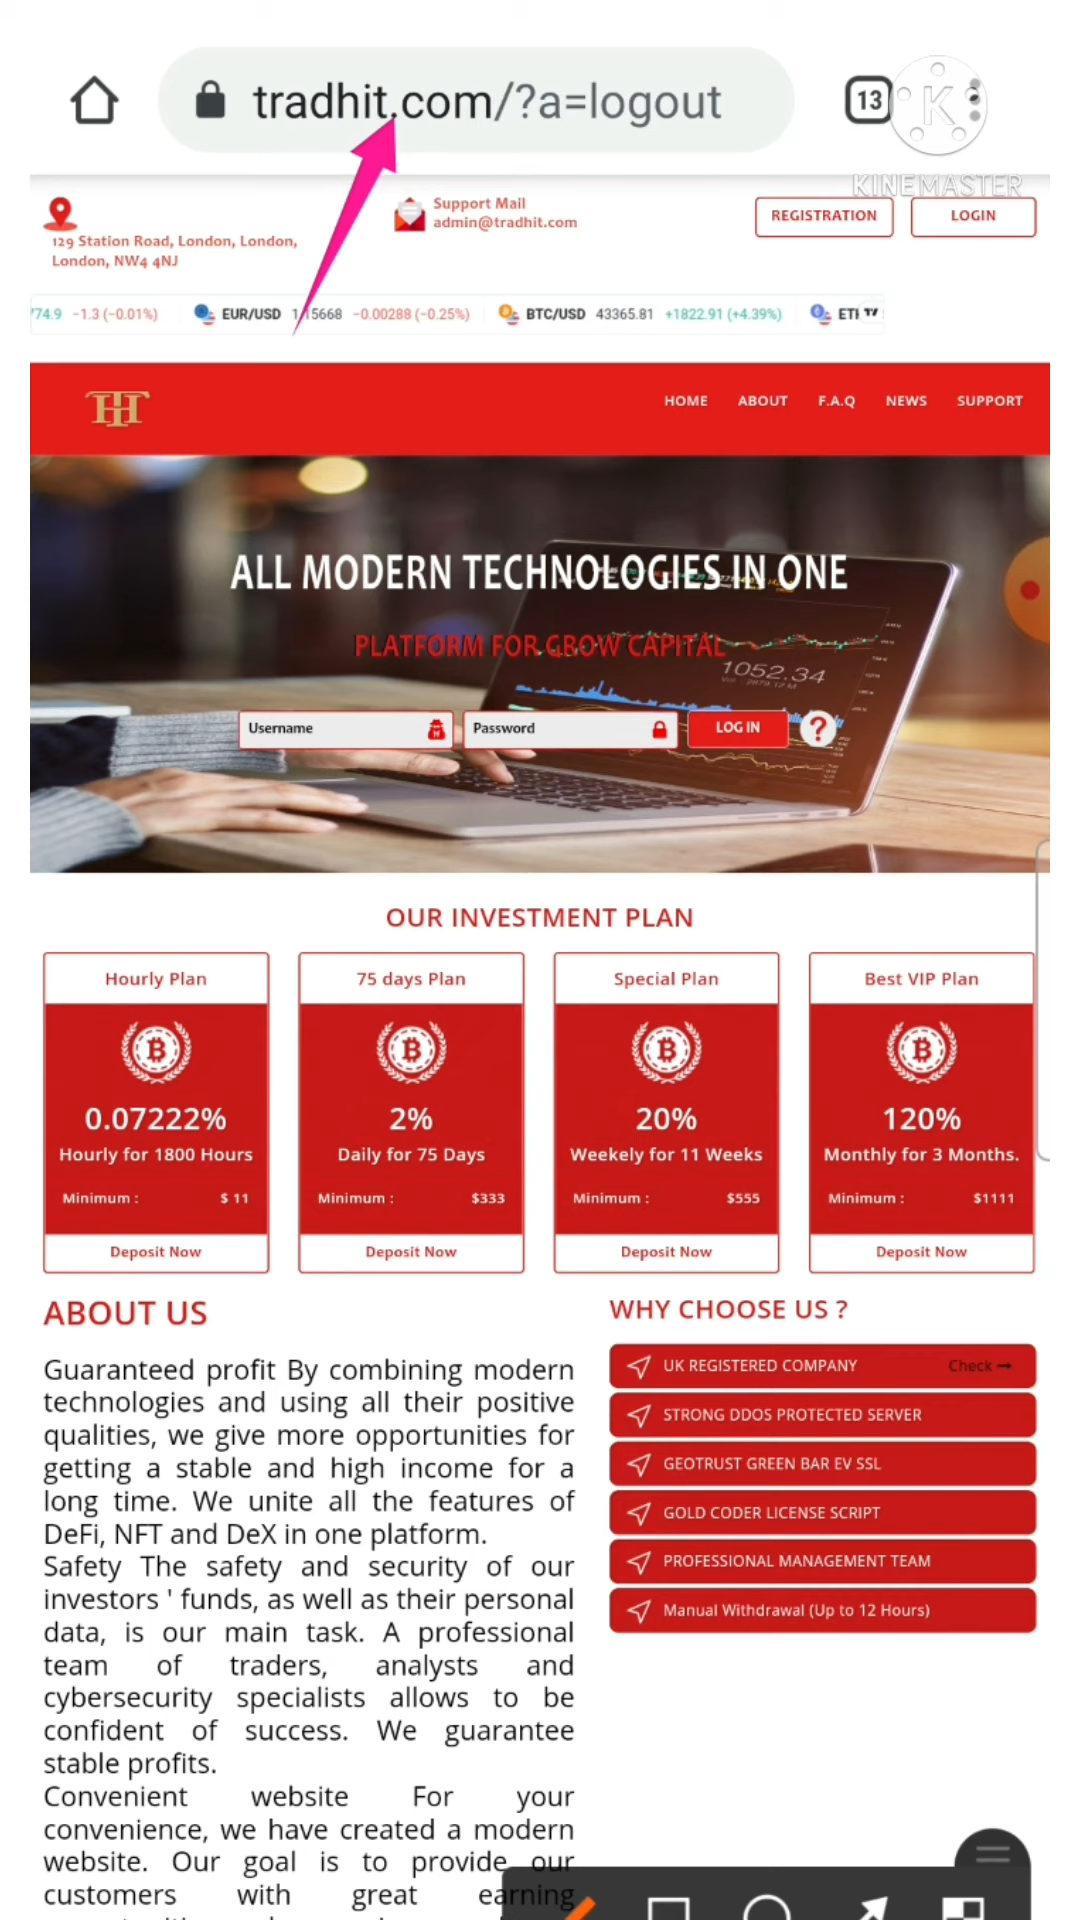 tradhit.com/?a=logout
13
K
KINEMASTER
Support Mail
admin@tradhit.com
129 Station Road, London, London,
London, NW4 4NJ
REGISTRATION
LOGIN
774.9 −1.3 (−0.01%) EUR/USD 1.15668 −0.00288 (−0.25%) BTC/USD 43365.81 +1822.91 (+4.39%)
HOME ABOUT F.A.Q NEWS SUPPORT
ALL MODERN TECHNOLOGIES IN ONE
PLATFORM FOR GROW CAPITAL
1052.34
Username Password LOG IN ?
OUR INVESTMENT PLAN
Hourly Plan 75 days Plan Special Plan Best VIP Plan
0.07222% 2% 20% 120%
Hourly for 1800 Hours Daily for 75 Days Weekely for 11 Weeks Monthly for 3 Months.
Minimum : $ 11 Minimum : $333 Minimum : $555 Minimum : $1111
Deposit Now Deposit Now Deposit Now Deposit Now
ABOUT US
Guaranteed profit By combining modern
technologies and using all their positive
qualities, we give more opportunities for
getting a stable and high income for a
long time. We unite all the features of
DeFi, NFT and DeX in one platform.
Safety The safety and security of our
investors ' funds, as well as their personal
data, is our main task. A professional
team of traders, analysts and
cybersecurity specialists allows to be
confident of success. We guarantee
stable profits.
Convenient website For your
convenience, we have created a modern
website. Our goal is to provide our
customers with great earning
WHY CHOOSE US ?
UK REGISTERED COMPANY Check
STRONG DDOS PROTECTED SERVER
GEOTRUST GREEN BAR EV SSL
GOLD CODER LICENSE SCRIPT
PROFESSIONAL MANAGEMENT TEAM
Manual Withdrawal (Up to 12 Hours)